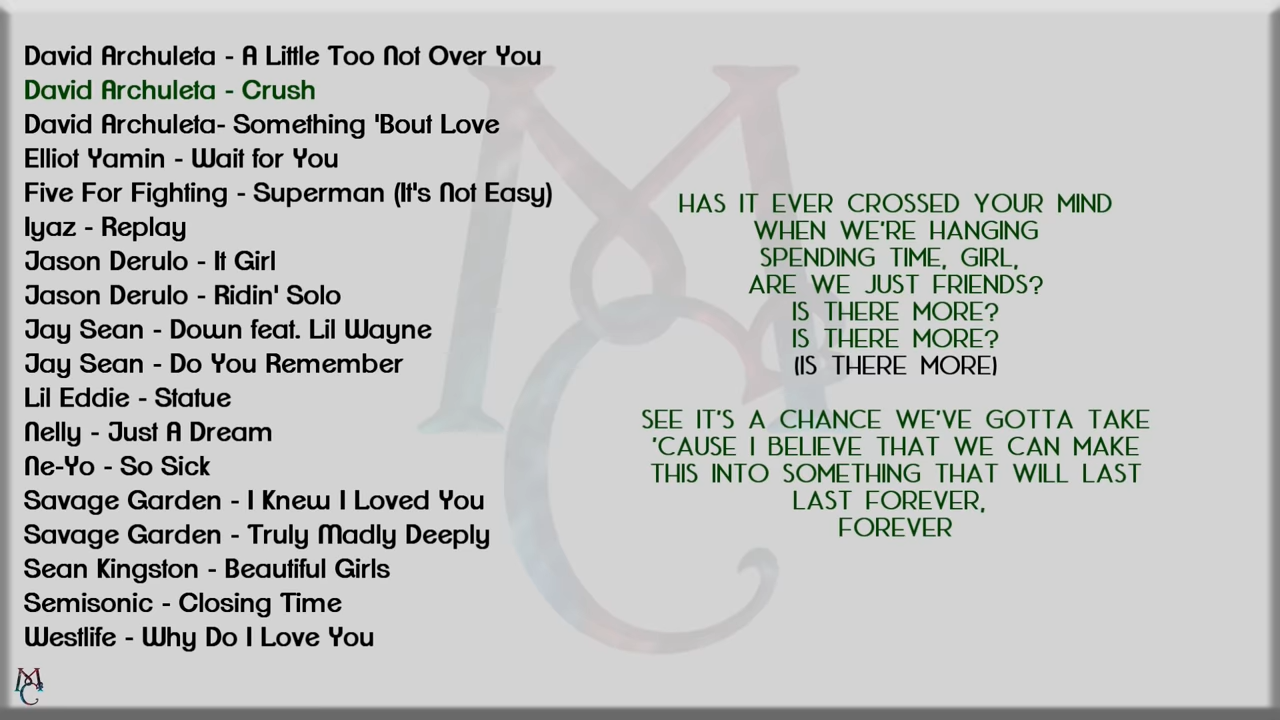 David Archuleta - A Little Too Not Over You
David Archuleta - Crush
David Archuleta- Something 'Bout Love
Elliot Yamin - Wait for You
Five For Fighting - Superman (It's Not Easy)
Iyaz - Replay
Jason Derulo - It Girl
Jason Derulo - Ridin' Solo
Jay Sean - Down feat. Lil Wayne
Jay Sean - Do You Remember
Lil Eddie - Statue
Nelly - Just A Dream
Ne-Yo - So Sick
Savage Garden - I Knew I Loved You
Savage Garden - Truly Madly Deeply
Sean Kingston - Beautiful Girls
Semisonic - Closing Time
Westlife - Why Do I Love You
HAS IT EVER CROSSED YOUR MIND
WHEN WE'RE HANGING
SPENDING TIME, GIRL,
ARE WE JUST FRIENDS?
IS THERE MORE?
IS THERE MORE?
(IS THERE MORE)
SEE IT'S A CHANCE WE'VE GOTTA TAKE
'CAUSE I BELIEVE THAT WE CAN MAKE
THIS INTO SOMETHING THAT WILL LAST
LAST FOREVER,
FOREVER
MC
MC